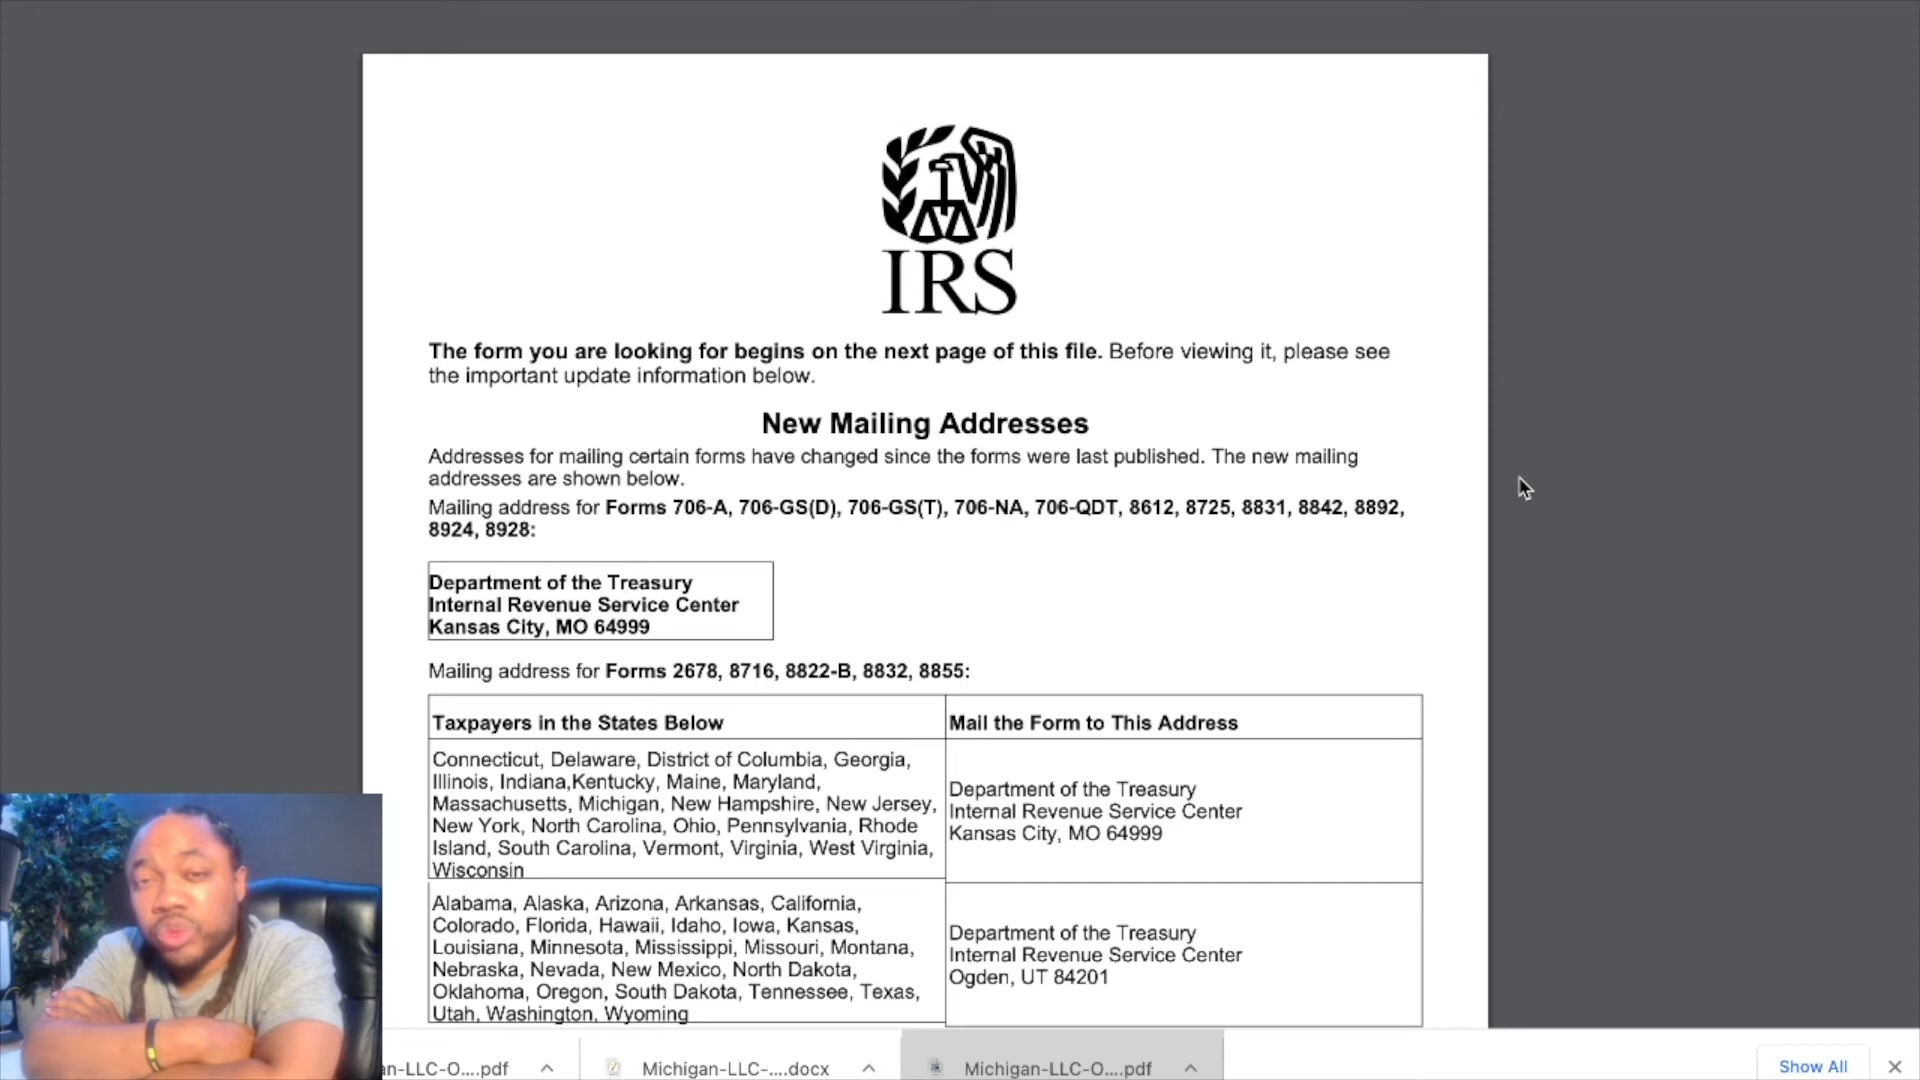 IRS
The form you are looking for begins on the next page of this file. Before viewing it, please see
the important update information below.
New Mailing Addresses
Addresses for mailing certain forms have changed since the forms were last published. The new mailing
addresses are shown below.
Mailing address for Forms 706-A, 706-GS(D), 706-GS(T), 706-NA, 706-QDT, 8612, 8725, 8831, 8842, 8892,
8924, 8928:
Department of the Treasury
Internal Revenue Service Center
Kansas City, MO 64999
Mailing address for Forms 2678, 8716, 8822-B, 8832, 8855:
Taxpayers in the States Below
Mail the Form to This Address
Connecticut, Delaware, District of Columbia, Georgia,
Illinois, Indiana,Kentucky, Maine, Maryland,
Massachusetts, Michigan, New Hampshire, New Jersey,
New York, North Carolina, Ohio, Pennsylvania, Rhode
Island, South Carolina, Vermont, Virginia, West Virginia,
Wisconsin
Department of the Treasury
Internal Revenue Service Center
Kansas City, MO 64999
Alabama, Alaska, Arizona, Arkansas, California,
Colorado, Florida, Hawaii, Idaho, Iowa, Kansas,
Louisiana, Minnesota, Mississippi, Missouri, Montana,
Nebraska, Nevada, New Mexico, North Dakota,
Oklahoma, Oregon, South Dakota, Tennessee, Texas,
Utah, Washington, Wyoming
Department of the Treasury
Internal Revenue Service Center
Ogden, UT 84201
an-LLC-O....pdf
Michigan-LLC-....docx
Michigan-LLC-O....pdf
Show All